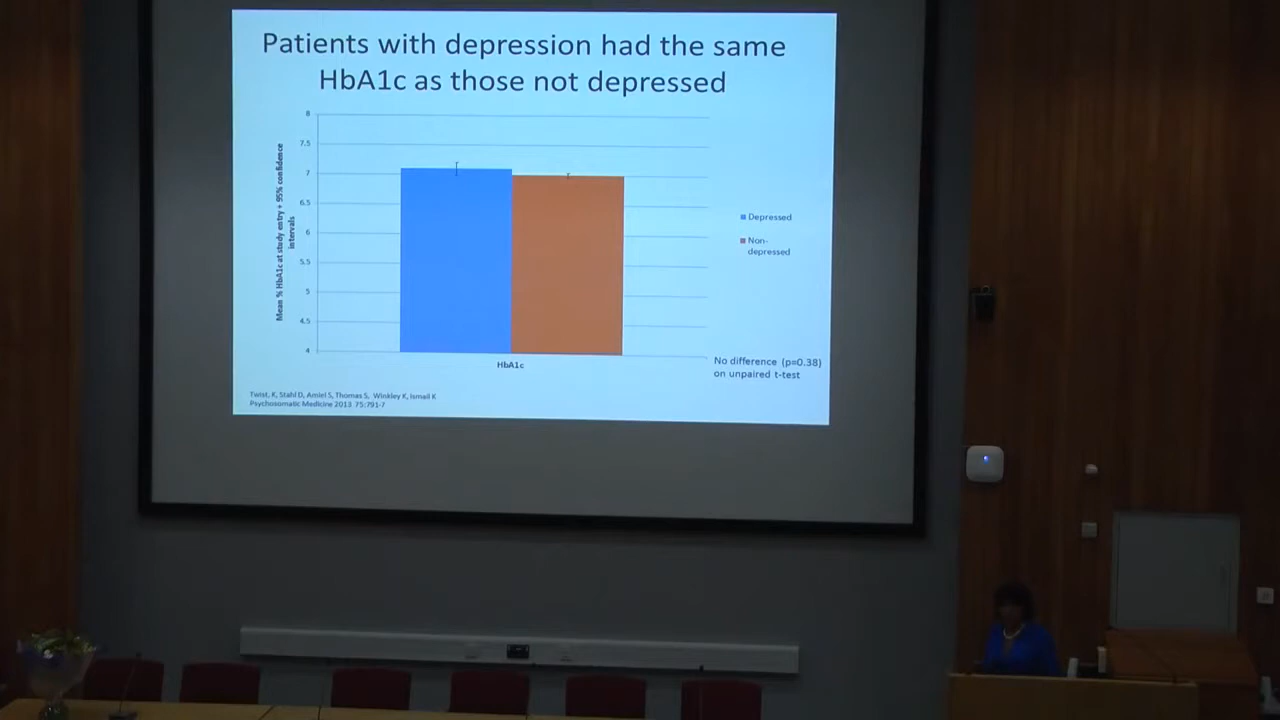 Patients with depression had the same
HbA1c as those not depressed
8
7.5
7
6.5
6
5.5
5
4.5
4
Mean % HbA1c at study entry + 95% confidence
intervals
HbA1c
Depressed
Non-
depressed
No difference (p=0.38)
on unpaired t-test
Twist, K, Stahl D, Amiel S, Thomas S, Winkley K, Ismail K
Psychosomatic Medicine 2013 75:791-7